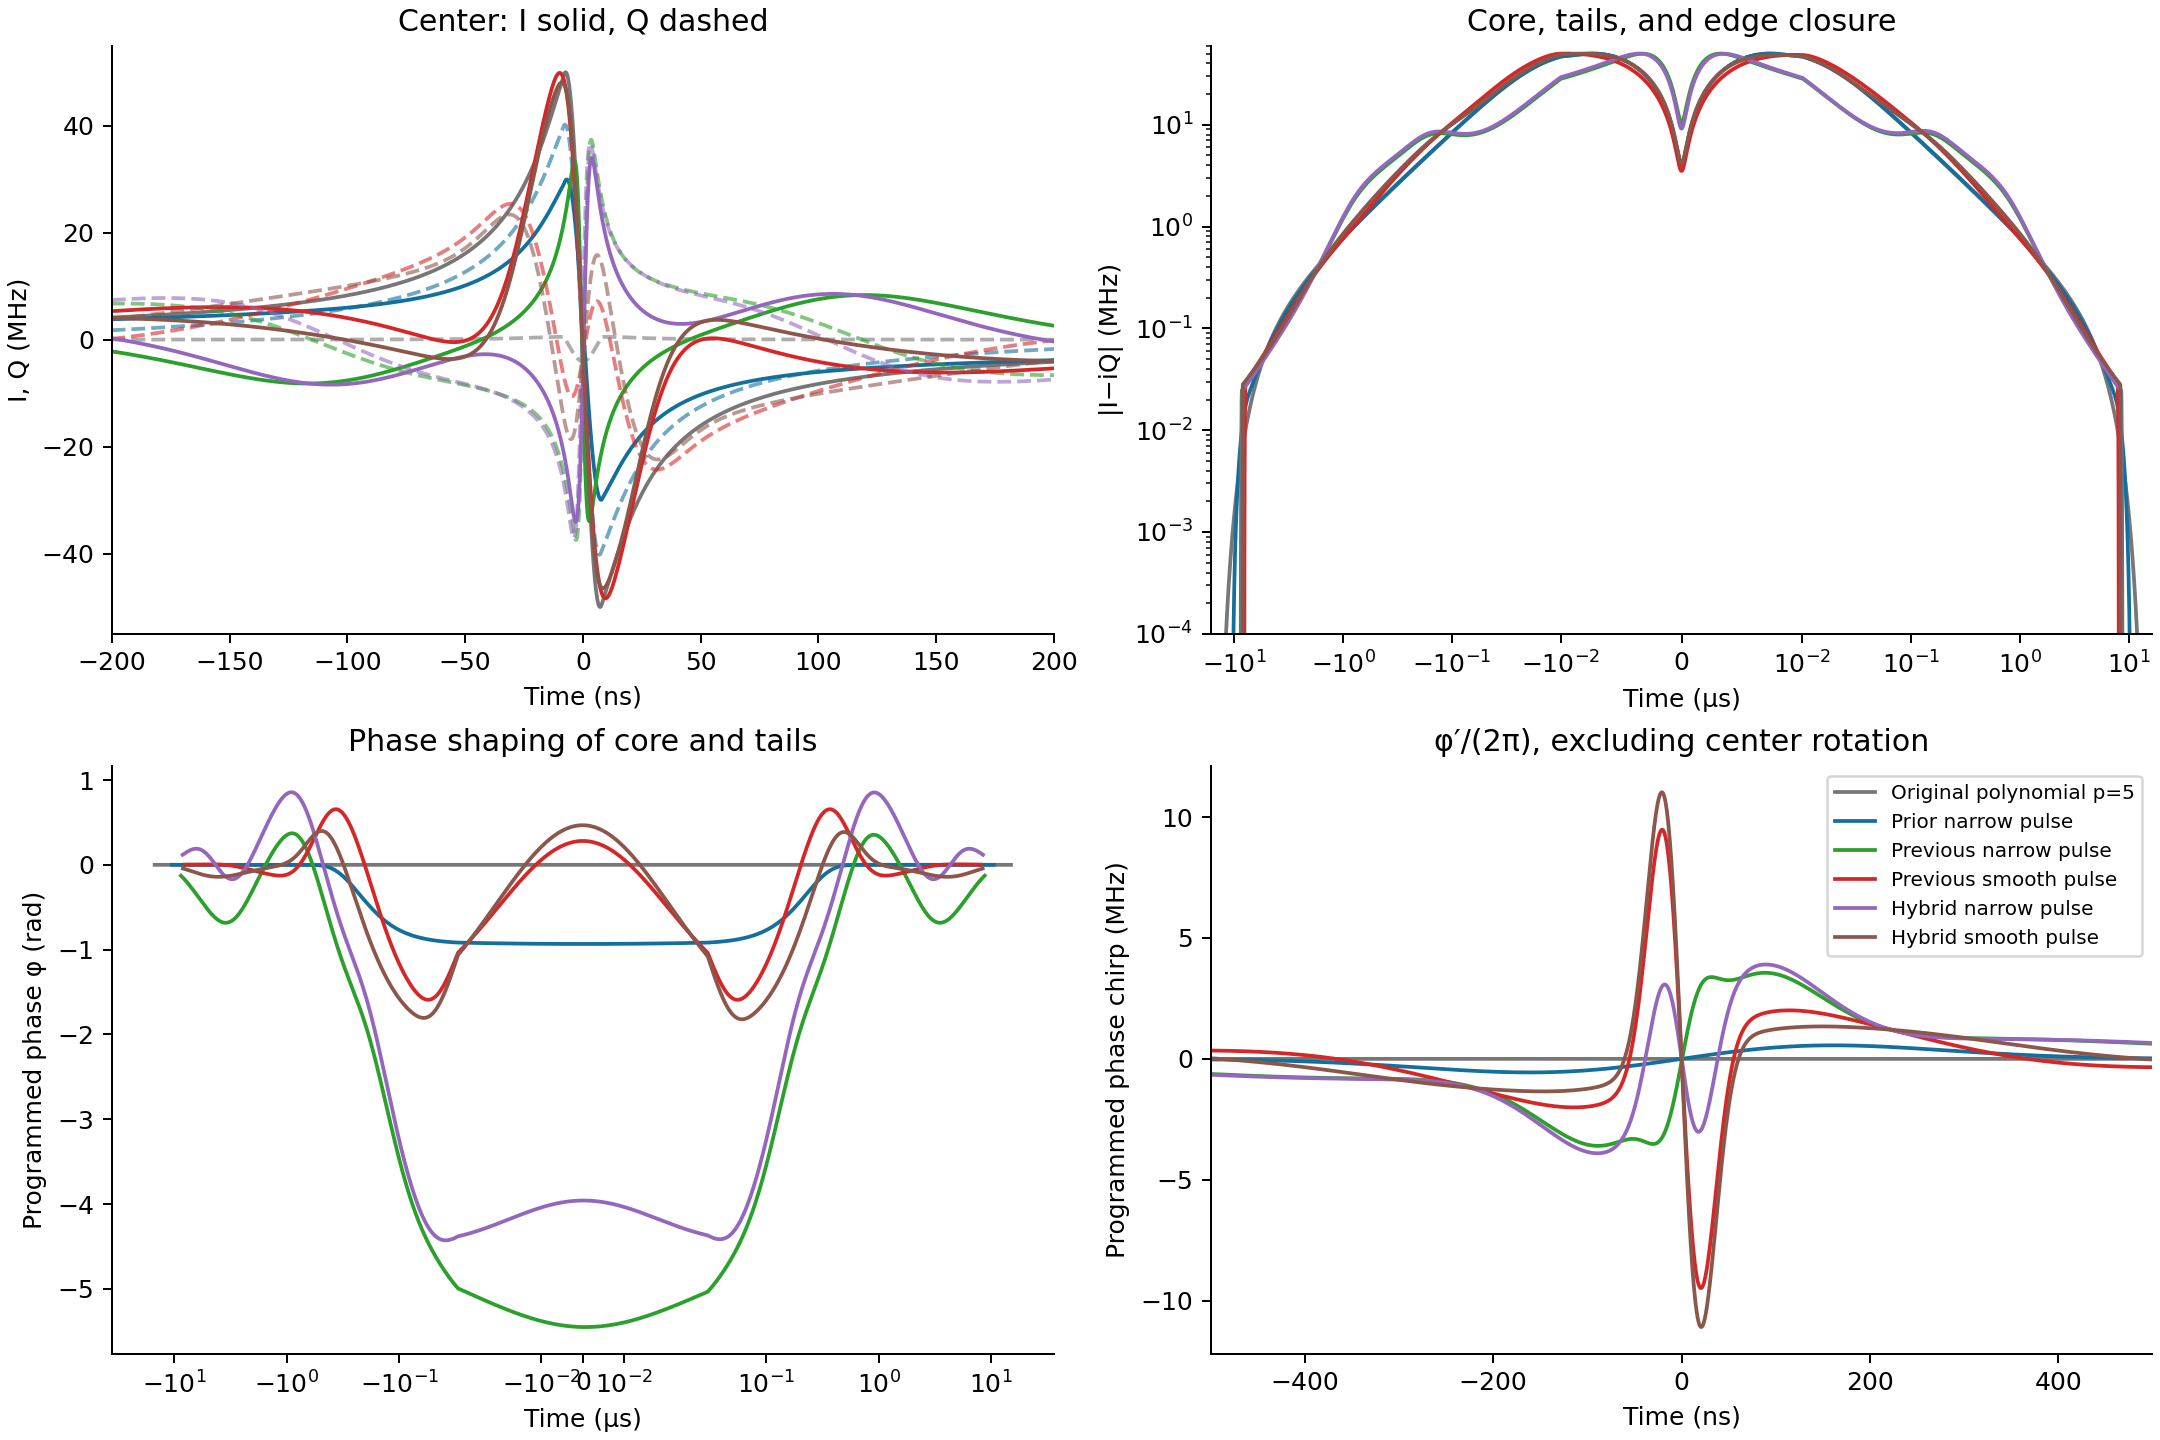 Center: I solid, Q dashed
I, Q (MHz)
40
20
0
−20
−40
−200 −150 −100 −50 0 50 100 150 200
Time (ns)
Core, tails, and edge closure
|I−iQ| (MHz)
10¹
10⁰
10⁻¹
10⁻²
10⁻³
10⁻⁴
−10¹ −10⁰ −10⁻¹ −10⁻² 0 10⁻² 10⁻¹ 10⁰ 10¹
Time (μs)
Phase shaping of core and tails
Programmed phase φ (rad)
1
0
−1
−2
−3
−4
−5
−10¹ −10⁰ −10⁻¹ −10⁻² 0 10⁻² 10⁻¹ 10⁰ 10¹
Time (μs)
φ′/(2π), excluding center rotation
Programmed phase chirp (MHz)
10
5
0
−5
−10
Original polynomial p=5
Prior narrow pulse
Previous narrow pulse
Previous smooth pulse
Hybrid narrow pulse
Hybrid smooth pulse
−400 −200 0 200 400
Time (ns)